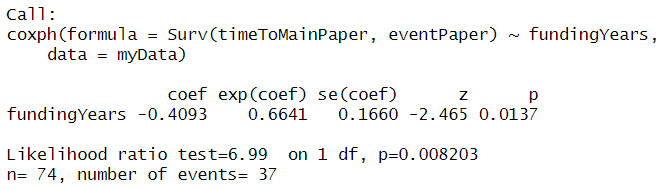 Call:
coxph(formula = Surv(timeToMainPaper, eventPaper) ~ fundingYears,
    data = myData)

                coef exp(coef) se(coef)      z      p
fundingYears -0.4093    0.6641   0.1660 -2.465 0.0137

Likelihood ratio test=6.99  on 1 df, p=0.008203
n= 74, number of events= 37